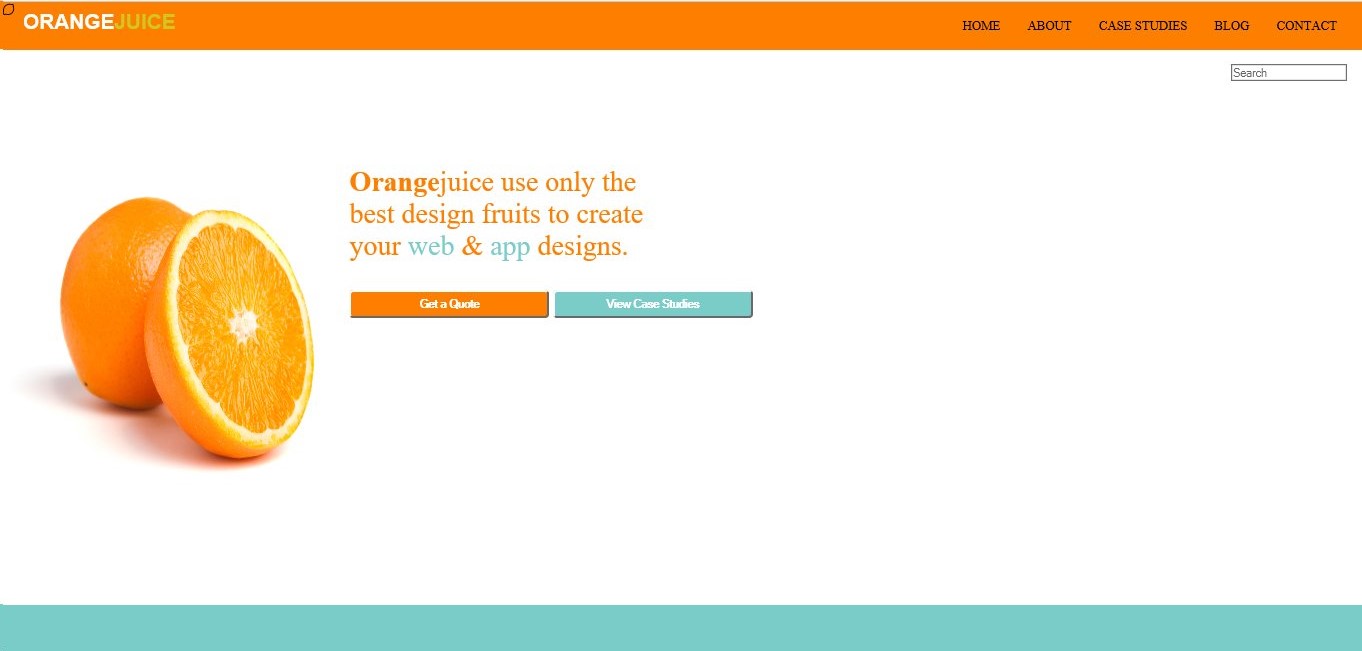 ORANGEJUICE
HOME ABOUT CASE STUDIES BLOG CONTACT
Search
Orangejuice use only the
best design fruits to create
your web & app designs.
Get a Quote View Case Studies